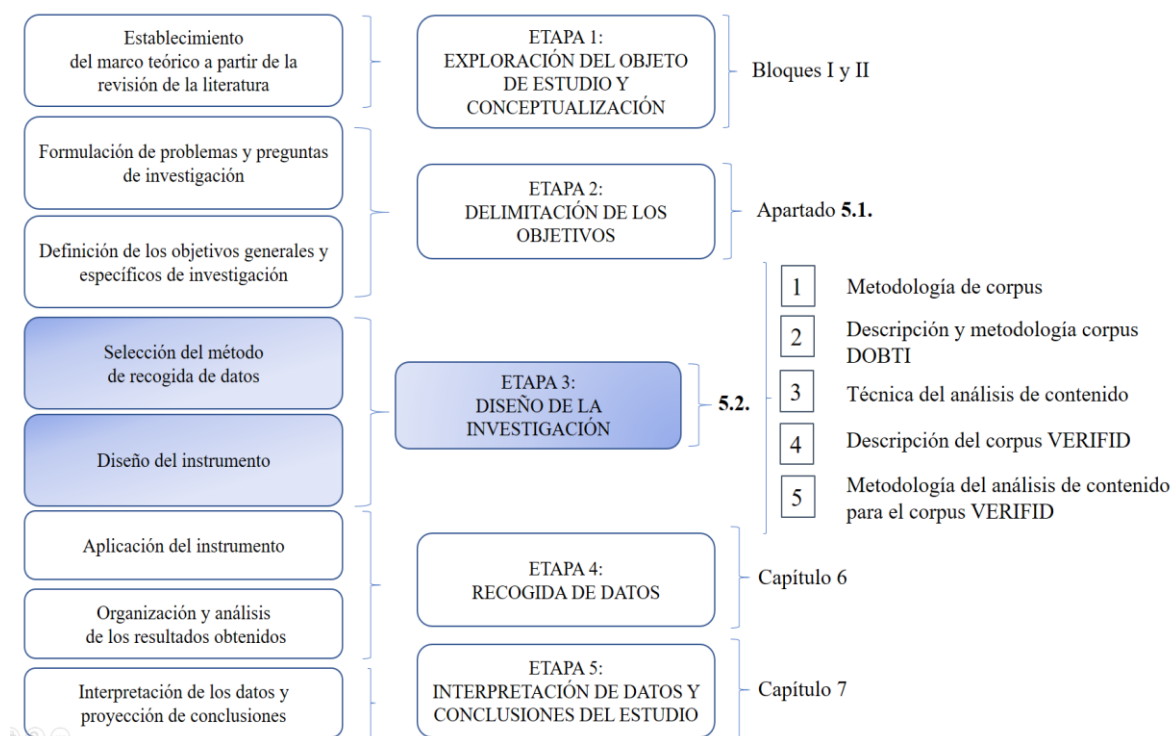 Establecimiento
del marco teórico a partir de la
revisión de la literatura
ETAPA 1:
EXPLORACIÓN DEL OBJETO
DE ESTUDIO Y
CONCEPTUALIZACIÓN
Bloques I y II
Formulación de problemas y preguntas
de investigación
Definición de los objetivos generales y
específicos de investigación
ETAPA 2:
DELIMITACIÓN DE LOS
OBJETIVOS
Apartado 5.1.
Selección del método
de recogida de datos
Diseño del instrumento
ETAPA 3:
DISEÑO DE LA
INVESTIGACIÓN
5.2.
1
Metodología de corpus
2
Descripción y metodología corpus
DOBTI
3
Técnica del análisis de contenido
4
Descripción del corpus VERIFID
5
Metodología del análisis de contenido
para el corpus VERIFID
Aplicación del instrumento
Organización y análisis
de los resultados obtenidos
ETAPA 4:
RECOGIDA DE DATOS
Capítulo 6
Interpretación de los datos y
proyección de conclusiones
ETAPA 5:
INTERPRETACIÓN DE DATOS Y
CONCLUSIONES DEL ESTUDIO
Capítulo 7